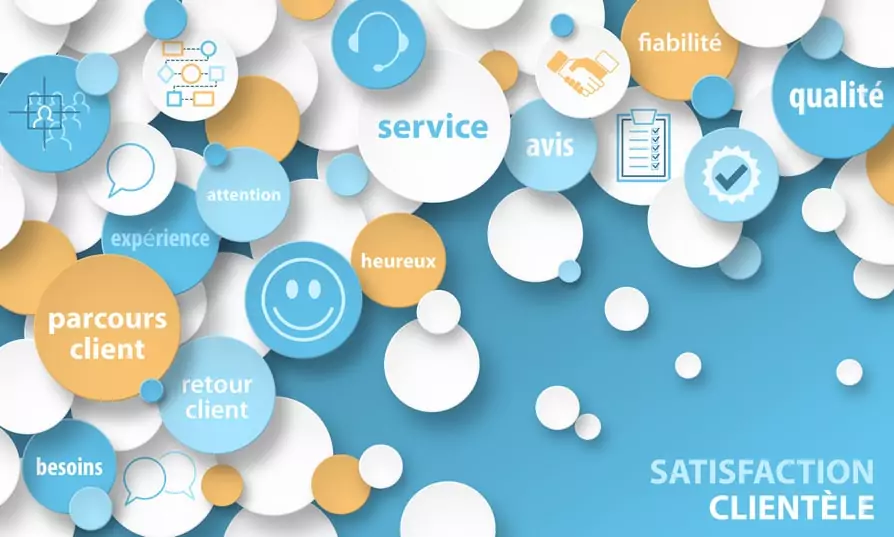 fiabilité
qualité
service
avis
attention
expérience
heureux
parcours
client
retour
client
besoins
SATISFACTION
CLIENTÈLE